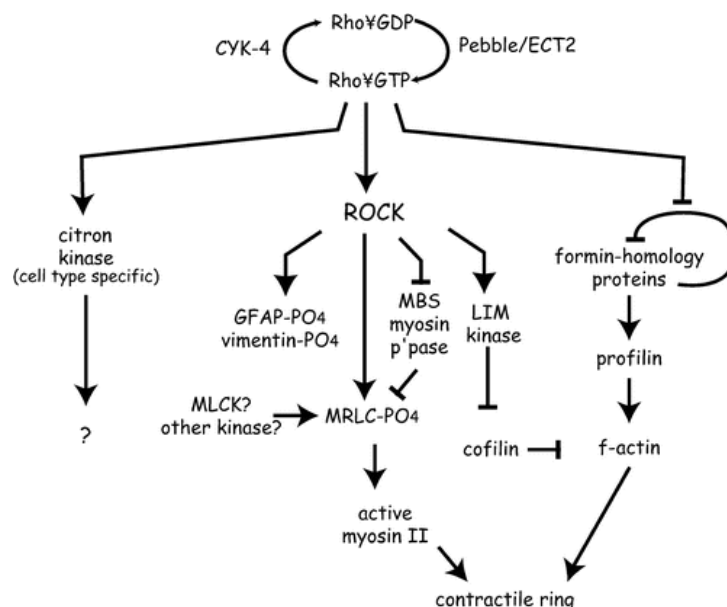 Rho¥GDP
CYK-4
Pebble/ECT2
Rho¥GTP
ROCK
citron
kinase
(cell type specific)
formin-homology
proteins
GFAP-PO4
vimentin-PO4
MBS
myosin
p'pase
LIM
kinase
profilin
MLCK?
other kinase?
MRLC-PO4
?
cofilin
f-actin
active
myosin II
contractile ring